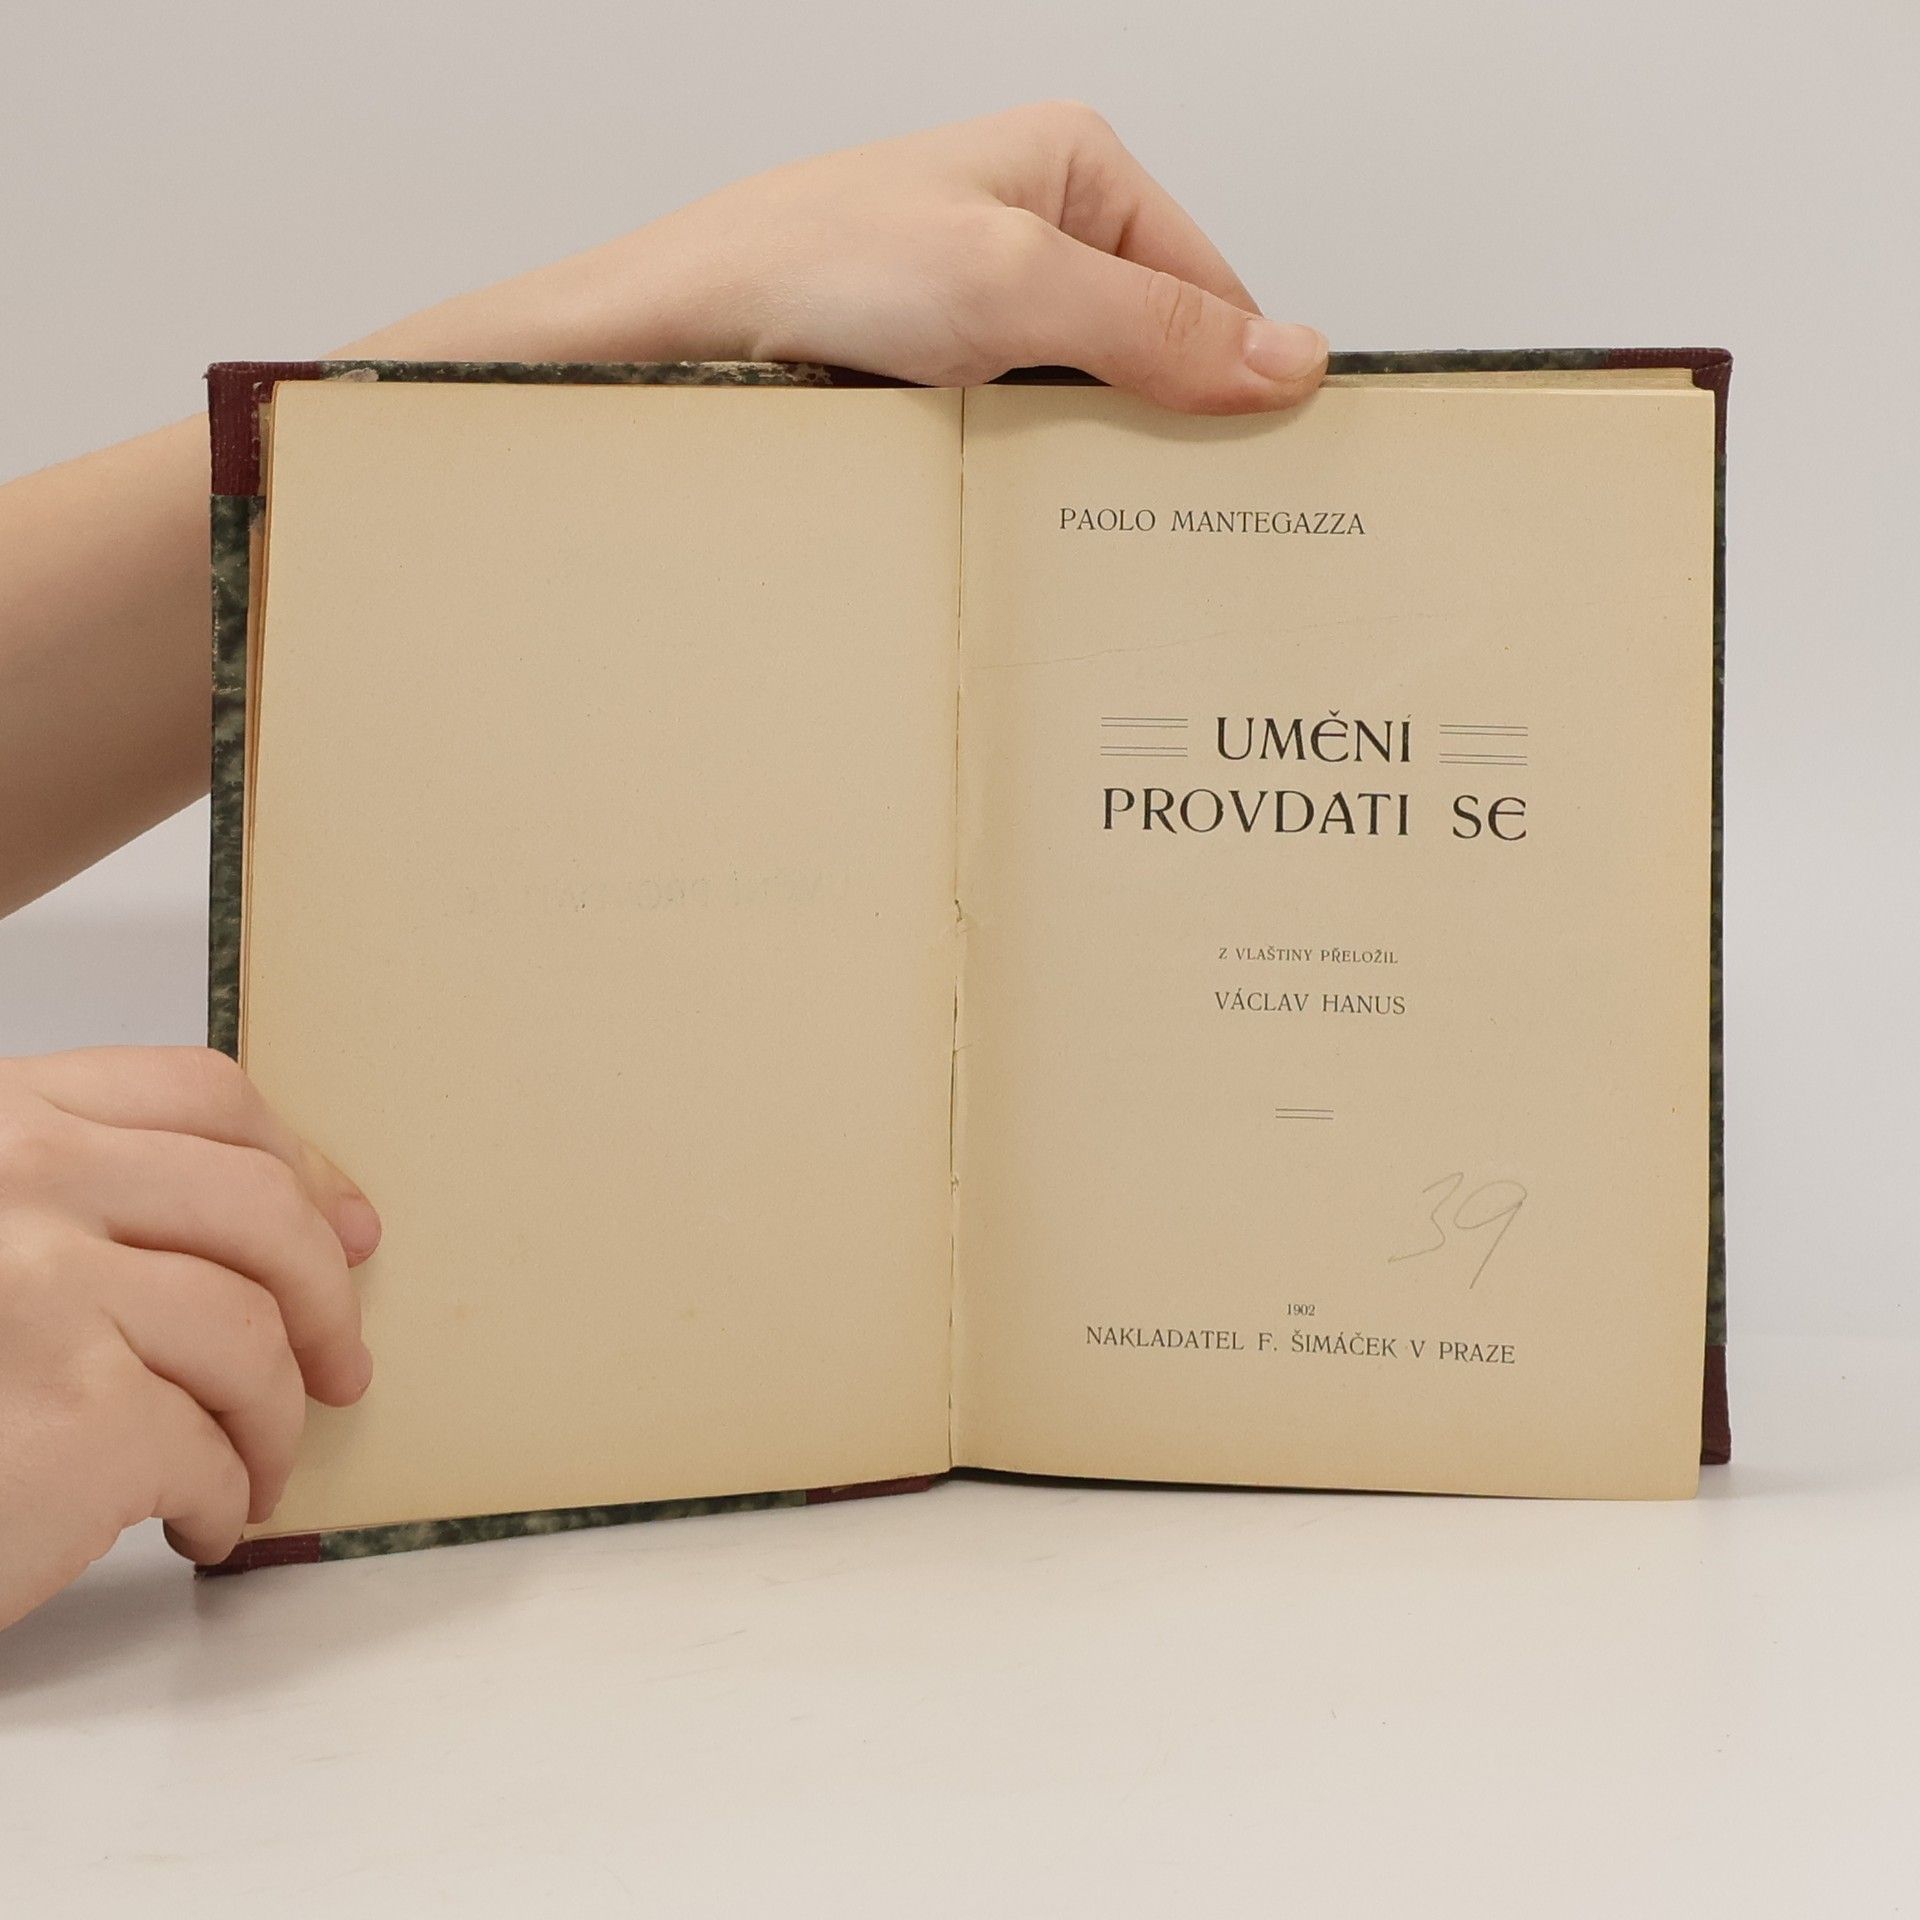 PAOLO MANTEGAZZA
UMĚNÍ
PROVDATI SE
Z VLAŠTINY PŘELOŽIL
VÁCLAV HANUS
39
1902
NAKLADATEL F. ŠIMÁČEK V PRAZE